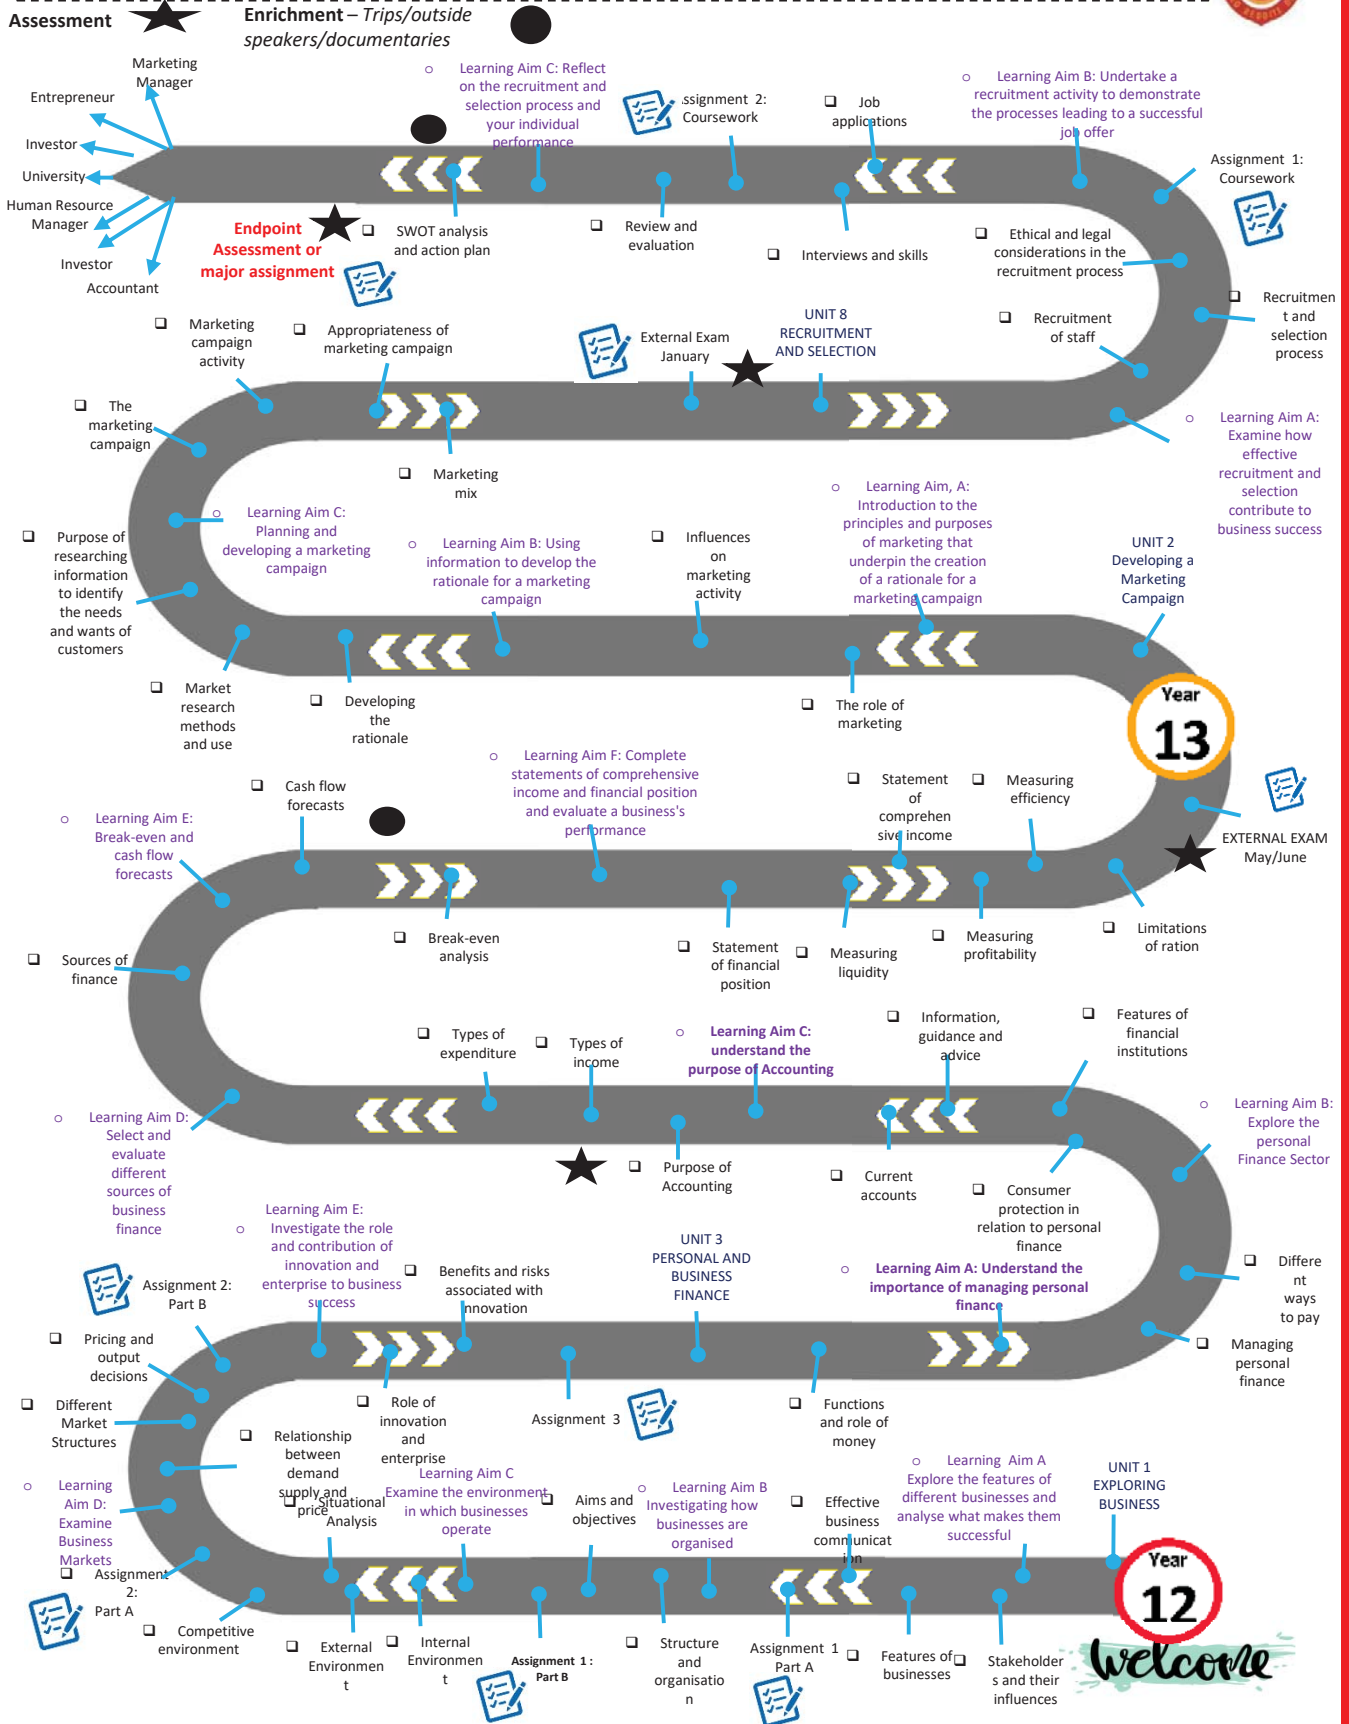 Assessment
Enrichment – Trips/outside
speakers/documentaries
Marketing
Manager
Entrepreneur
Investor
University
Human Resource
Manager
Investor
Accountant
Learning Aim C: Reflect
on the recruitment and
selection process and
your individual
performance
ssignment 2:
Coursework
Job
applications
Learning Aim B: Undertake a
recruitment activity to demonstrate
the processes leading to a successful
job offer
Assignment 1:
Coursework
Endpoint
Assessment or
major assignment
SWOT analysis
and action plan
Review and
evaluation
Interviews and skills
Ethical and legal
considerations in the
recruitment process
Recruitmen
t and
selection
process
Recruitment
of staff
Marketing
campaign
activity
Appropriateness of
marketing campaign
External Exam
January
UNIT 8
RECRUITMENT
AND SELECTION
The
marketing
campaign
Marketing
mix
Learning Aim A:
Examine how
effective
recruitment and
selection
contribute to
business success
Purpose of
researching
information
to identify
the needs
and wants of
customers
Learning Aim C:
Planning and
developing a marketing
campaign
Learning Aim B: Using
information to develop the
rationale for a marketing
campaign
Influences
on
marketing
activity
Learning Aim, A:
Introduction to the
principles and purposes
of marketing that
underpin the creation
of a rationale for a
marketing campaign
UNIT 2
Developing a
Marketing
Campaign
Market
research
methods
and use
Developing
the
rationale
The role of
marketing
Year
13
Cash flow
forecasts
Learning Aim F: Complete
statements of comprehensive
income and financial position
and evaluate a business's
performance
Statement
of
comprehen
sive income
Measuring
efficiency
Learning Aim E:
Break-even and
cash flow
forecasts
EXTERNAL EXAM
May/June
Sources of
finance
Break-even
analysis
Statement
of financial
position
Measuring
liquidity
Measuring
profitability
Limitations
of ration
Types of
expenditure
Types of
income
Learning Aim C:
understand the
purpose of Accounting
Information,
guidance and
advice
Features of
financial
institutions
Learning Aim D:
Select and
evaluate
different
sources of
business
finance
Purpose of
Accounting
Current
accounts
Consumer
protection in
relation to personal
finance
Learning Aim B:
Explore the
personal
Finance Sector
Learning Aim E:
Investigate the role
and contribution of
innovation and
enterprise to business
success
Assignment 2:
Part B
Benefits and risks
associated with
innovation
UNIT 3
PERSONAL AND
BUSINESS
FINANCE
Learning Aim A: Understand the
importance of managing personal
finance
Differe
nt
ways
to pay
Managing
personal
finance
Pricing and
output
decisions
Different
Market
Structures
Relationship
between
demand
supply and
price
Role of
innovation
and
enterprise
Assignment 3
Functions
and role of
money
Learning
Aim D:
Examine
Business
Markets
Situational
Analysis
Learning Aim C
Examine the environment
in which businesses
operate
Aims and
objectives
Learning Aim B
Investigating how
businesses are
organised
Effective
business
communicat
ion
Learning Aim A
Explore the features of
different businesses and
analyse what makes them
successful
UNIT 1
EXPLORING
BUSINESS
Assignment
2:
Part A
Competitive
environment
External
Environmen
t
Internal
Environmen
t
Assignment 1 :
Part B
Structure
and
organisatio
n
Assignment 1
Part A
Features of
businesses
Stakeholder
s and their
influences
Year
12
Welcome